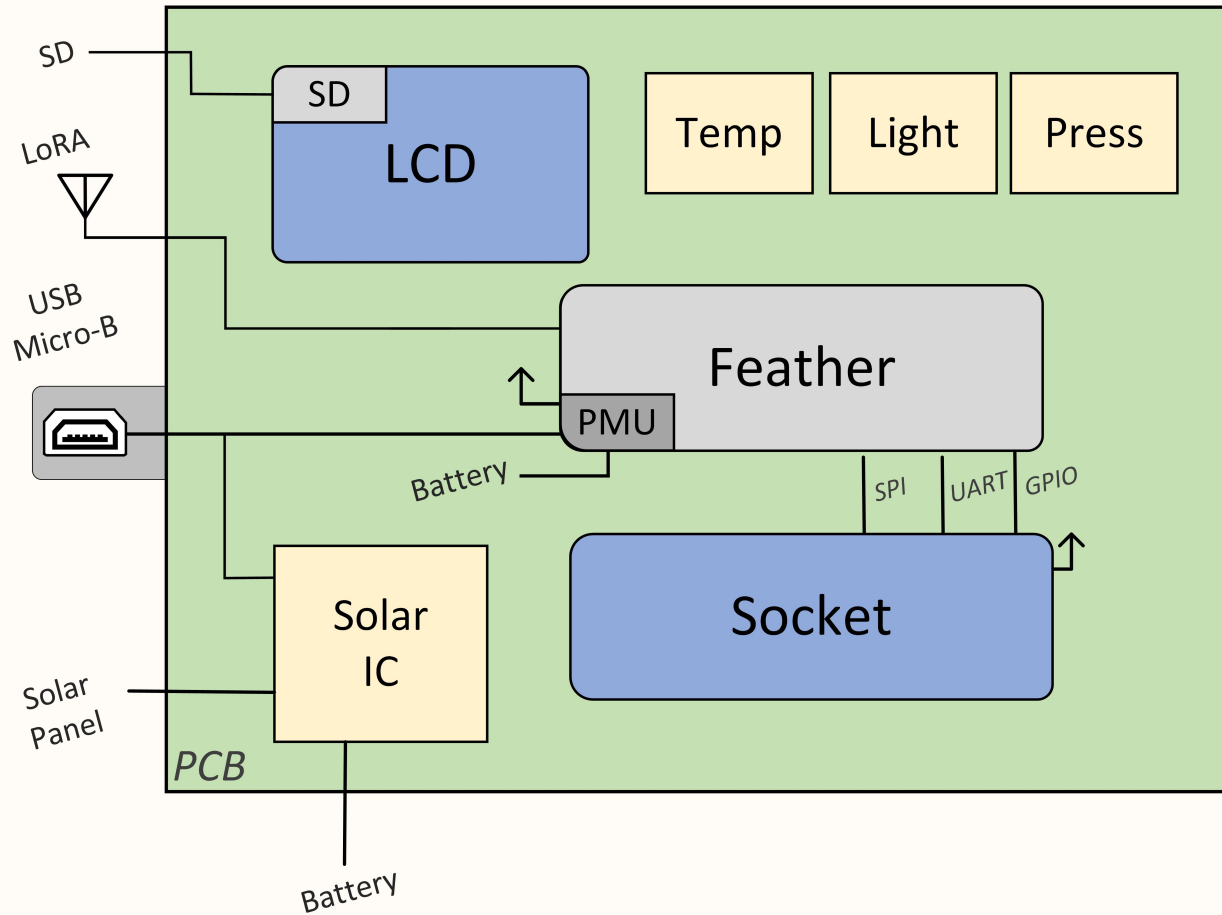 SD
SD
LCD
Temp
Light
Press
LoRA
USB
Micro-B
Feather
PMU
Battery
SPI
UART
GPIO
Solar
IC
Socket
Solar
Panel
PCB
Battery